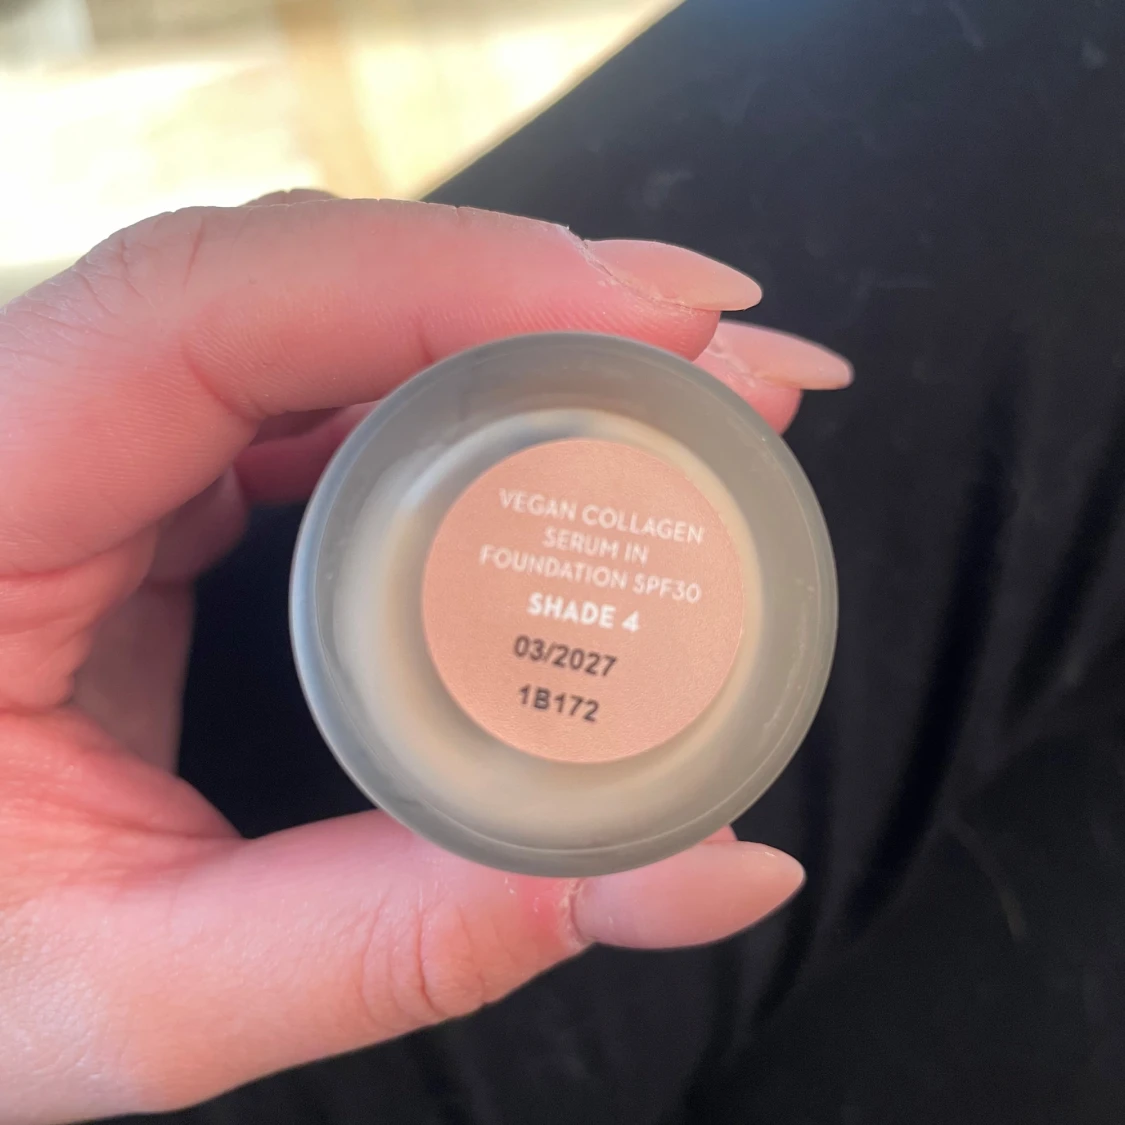 VEGAN COLLAGEN
SERUM IN
FOUNDATION SPF30
SHADE 4
03/2027
1B172